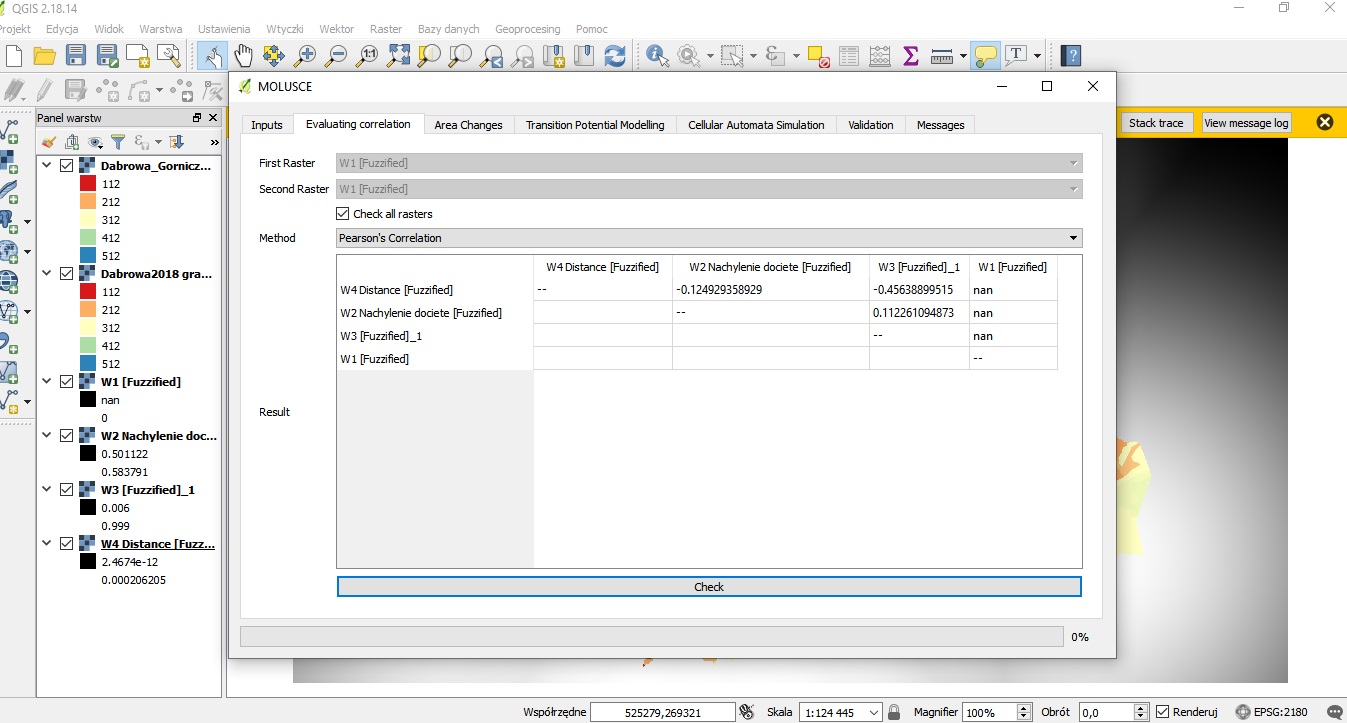 QGIS 2.18.14
Projekt Edycja Widok Warstwa Ustawienia Wtyczki Wektor Raster Bazy danych Geoprocesing Pomoc
1:1
T
?
Panel warstw
»
Dabrowa_Gornicz...
112
212
312
412
512
Dabrowa2018 gra...
112
212
312
412
512
W1 [Fuzzified]
nan
0
W2 Nachylenie doc...
0.501122
0.583791
W3 [Fuzzified]_1
0.006
0.999
W4 Distance [Fuzz...
2.4674e-12
0.000206205
MOLUSCE
Inputs Evaluating correlation Area Changes Transition Potential Modelling Cellular Automata Simulation Validation Messages
First Raster W1 [Fuzzified]
Second Raster W1 [Fuzzified]
Check all rasters
Method Pearson's Correlation
W4 Distance [Fuzzified] W2 Nachylenie dociete [Fuzzified] W3 [Fuzzified]_1 W1 [Fuzzified]
W4 Distance [Fuzzified] -- -0.124929358929 -0.45638899515 nan
W2 Nachylenie dociete [Fuzzified] -- 0.112261094873 nan
W3 [Fuzzified]_1 -- nan
W1 [Fuzzified] --
Result
Check
0%
Stack trace View message log
Współrzędne 525279,269321 Skala 1:124 445 Magnifier 100% Obrót 0,0 Renderuj EPSG:2180